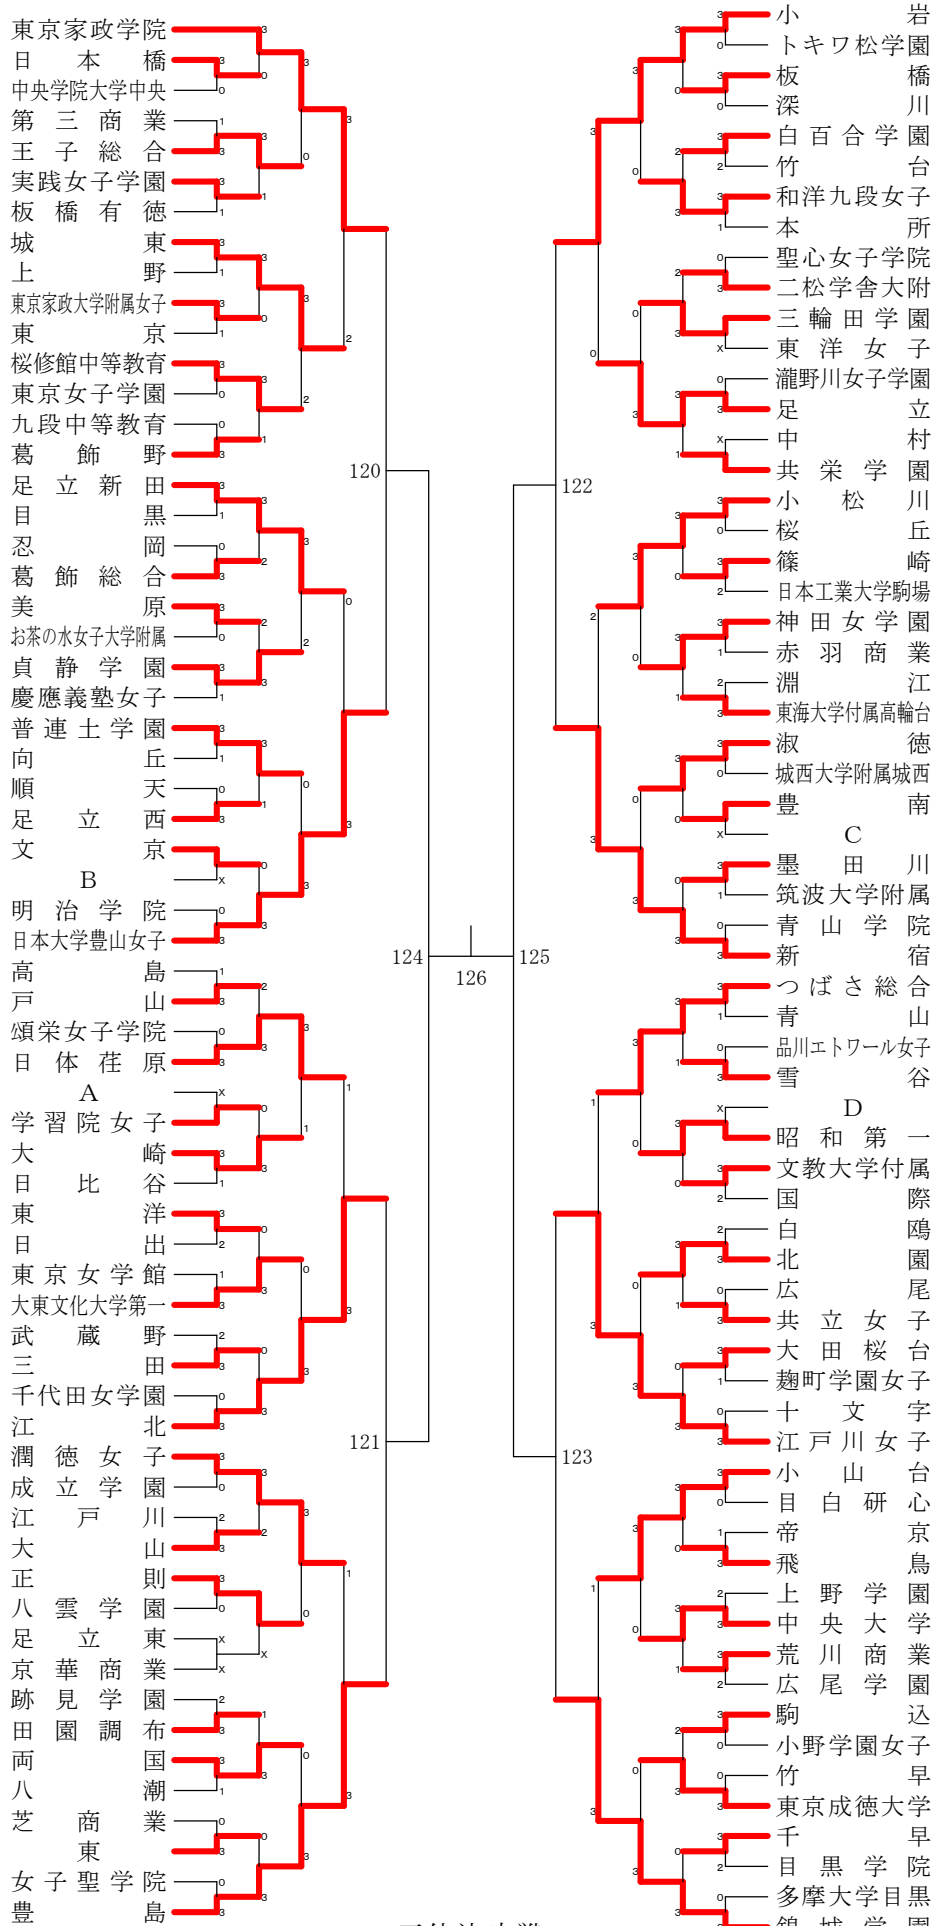 東京家政学院
日本橋
中央学院大学中央
第三商業
王子総合
実践女子学園
板橋有徳
城東
上野
東京家政大学附属女子
東京
桜修館中等教育
東京女子学園
九段中等教育
葛飾野
足立新田
目黒
忍岡
葛飾総合
美原
お茶の水女子大学附属
貞静学園
慶應義塾女子
普連土学園
向丘
順天
足立西
文京
B
明治学院
日本大学豊山女子
高島
戸山
頌栄女子学院
日体荏原
A
学習院女子
大崎
日比谷
東洋
日出
東京女学館
大東文化大学第一
武蔵野
三田
千代田女学園
江北
潤徳女子
成立学園
江戸川
大山
正則
八雲学園
足立東
京華商業
跡見学園
田園調布
両国
八潮
芝商業
東
女子聖学院
豊島
120
121
124
126
125
122
123
小岩
トキワ松学園
板橋
深川
白百合学園
竹台
和洋九段女子
本所
聖心女子学院
二松学舎大附
三輪田学園
東洋女子
瀧野川女子学園
足立
中村
共栄学園
小松川
桜丘
篠崎
日本工業大学駒場
神田女学園
赤羽商業
淵江
東海大学付属高輪台
淑徳
城西大学附属城西
豊南
C
墨田川
筑波大学附属
青山学院
新宿
つばさ総合
青山
品川エトワール女子
雪谷
D
昭和第一
文教大学付属
国際
白鴎
北園
広尾
共立女子
大田桜台
麹町学園女子
十文字
江戸川女子
小山台
目白研心
帝京
飛鳥
上野学園
中央大学
荒川商業
広尾学園
駒込
小野学園女子
竹早
東京成徳大学
千早
目黒学院
多摩大学目黒
錦城学園